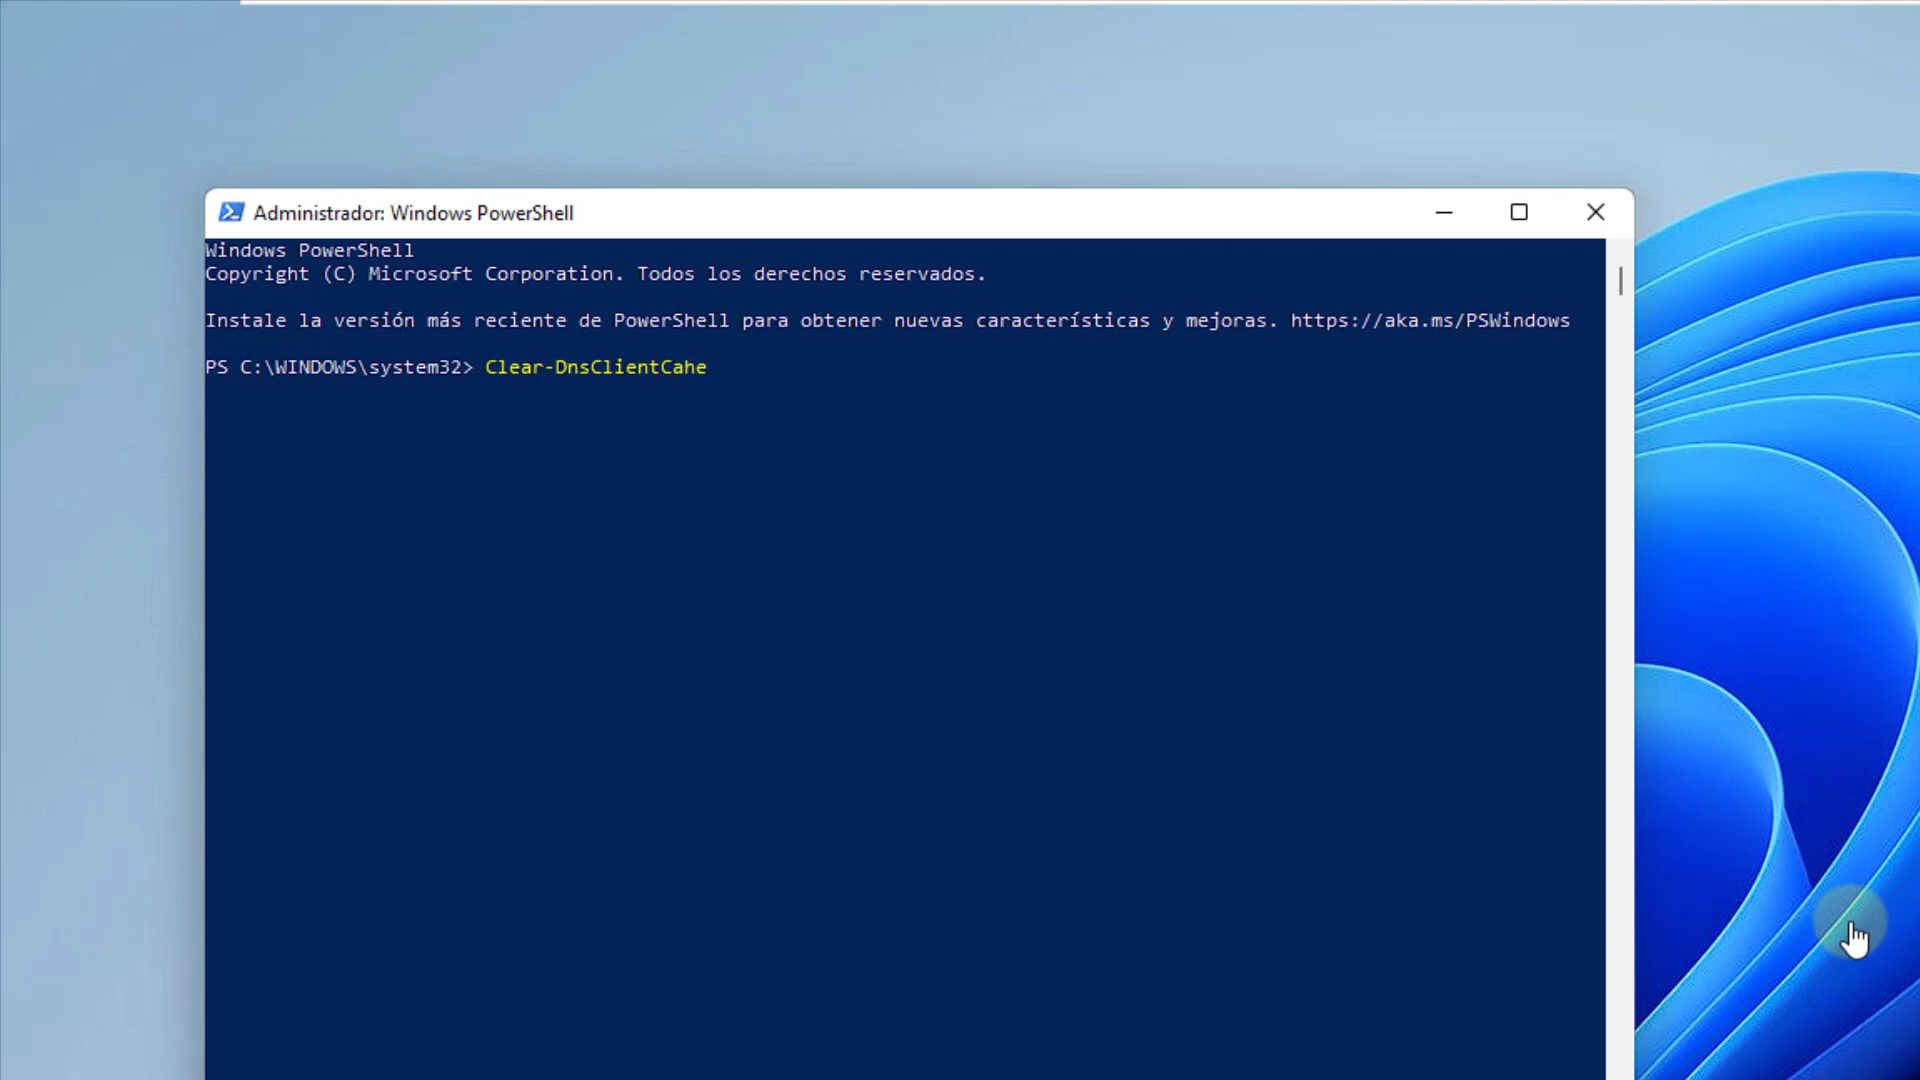 Administrador: Windows PowerShell
Windows PowerShell
Copyright (C) Microsoft Corporation. Todos los derechos reservados.
Instale la versión más reciente de PowerShell para obtener nuevas características y mejoras. https://aka.ms/PSWindows
PS C:\WINDOWS\system32> Clear-DnsClientCahe